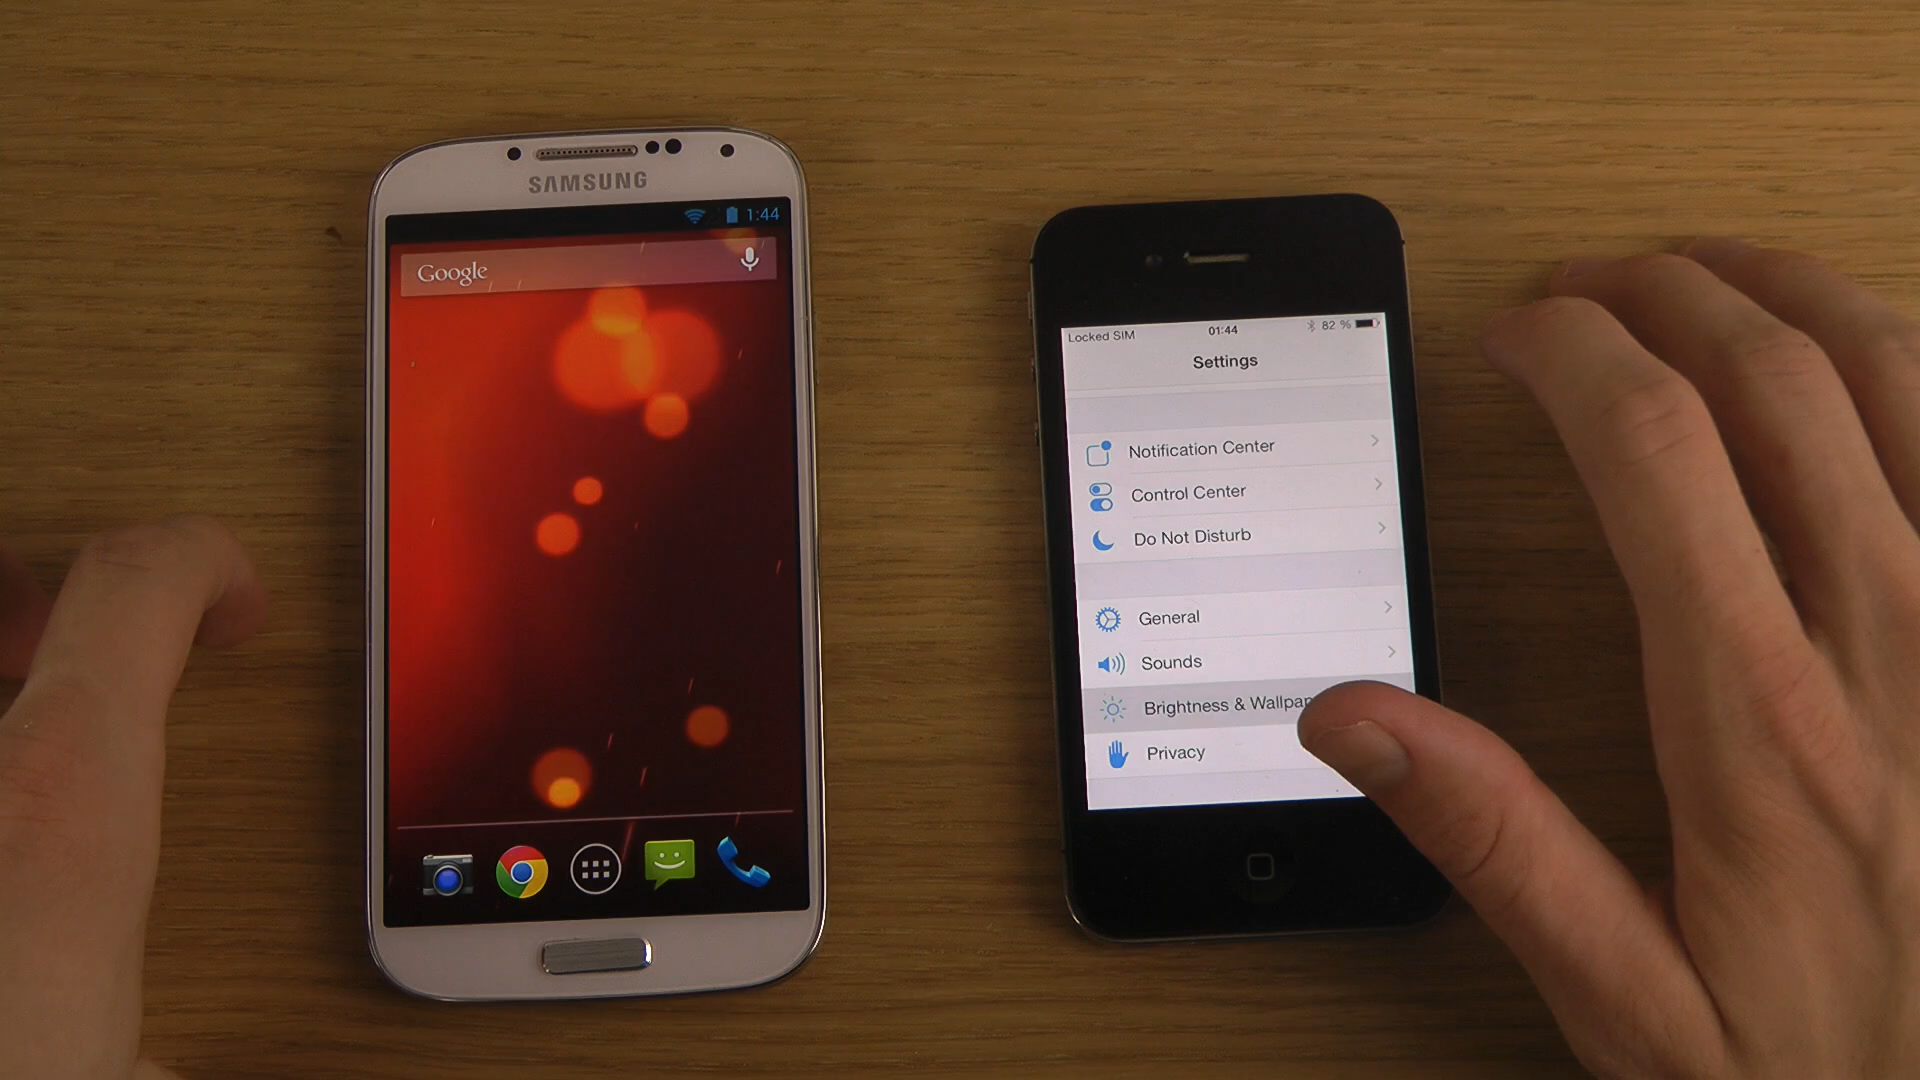 SAMSUNG
1:44
Google
Locked SIM 01:44 82 %
Settings
Notification Center
Control Center
Do Not Disturb
General
Sounds
Brightness &
Privacy